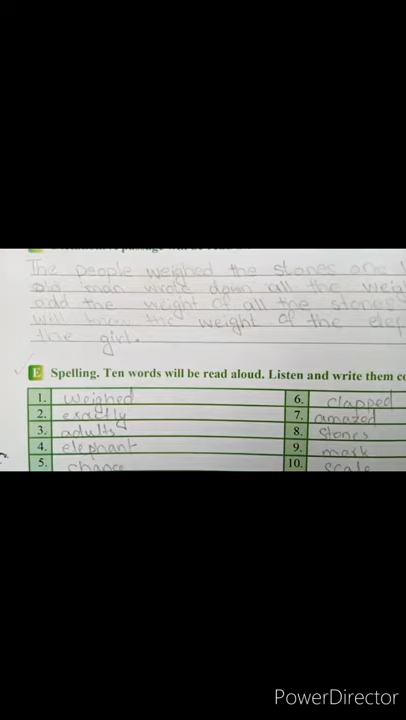 The people weighed the stones one
old man wrote down all the weig
add the weight of all the stones
will know the weight of the elep
the girl.
E Spelling. Ten words will be read aloud. Listen and write them co
1. weighed 6. clapped
2. exactly 7. amazed
3. adults 8. Stones
4. elephant 9. mark
5. chance 10. scale
PowerDirector